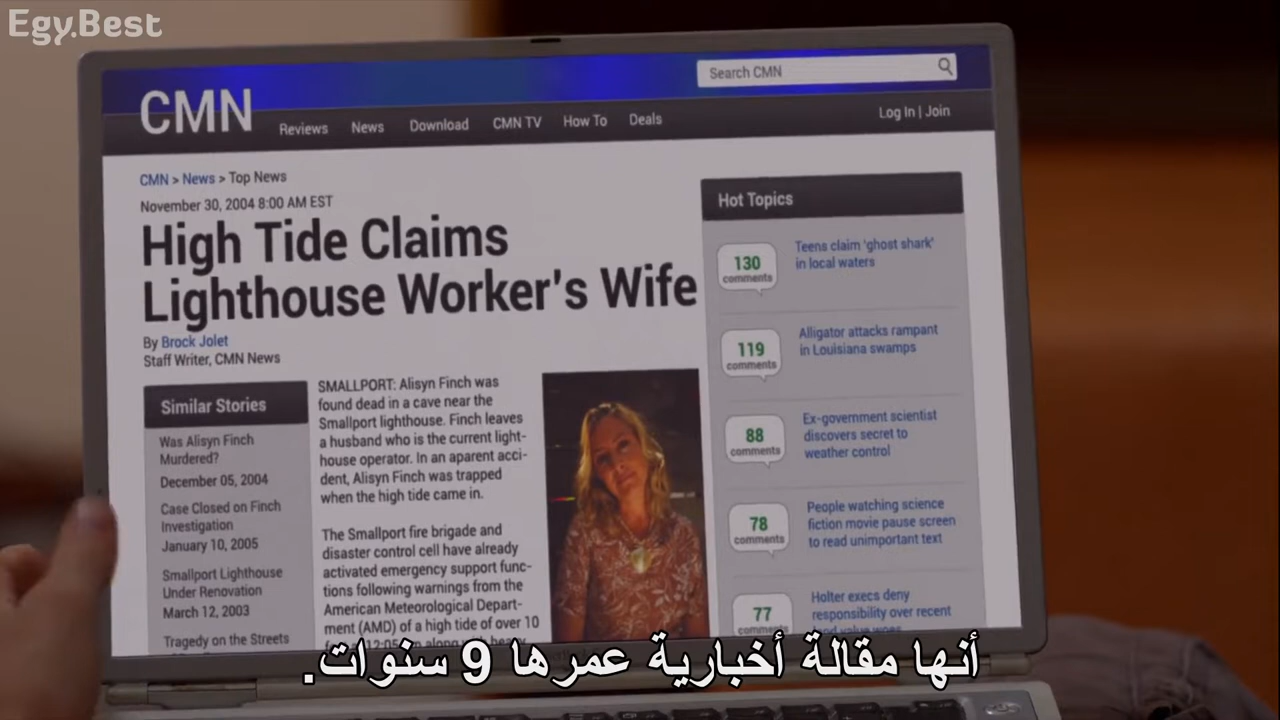 Egy.Best
CMN
Search CMN
Reviews News Download CMN TV How To Deals
Log In | Join
CMN > News > Top News
November 30, 2004 8:00 AM EST
High Tide Claims
Lighthouse Worker's Wife
By Brock Jolet
Staff Writer, CMN News
Similar Stories
Was Alisyn Finch
Murdered?
December 05, 2004
Case Closed on Finch
Investigation
January 10, 2005
Smallport Lighthouse
Under Renovation
March 12, 2003
Tragedy on the Streets
SMALLPORT: Alisyn Finch was
found dead in a cave near the
Smallport lighthouse. Finch leaves
a husband who is the current light-
house operator. In an apparent acci-
dent, Alisyn Finch was trapped
when the high tide came in.
The Smallport fire brigade and
disaster control cell have already
activated emergency support func-
tions following warnings from the
American Meteorological Depart-
ment (AMD) of a high tide of over 10
Hot Topics
130
comments
Teens claim 'ghost shark'
in local waters
119
comments
Alligator attacks rampant
in Louisiana swamps
88
comments
Ex-government scientist
discovers secret to
weather control
78
comments
People watching science
fiction movie pause screen
to read unimportant text
77
comments
Holter execs deny
responsibility over recent
أنها مقالة أخبارية عمرها 9 سنوات.